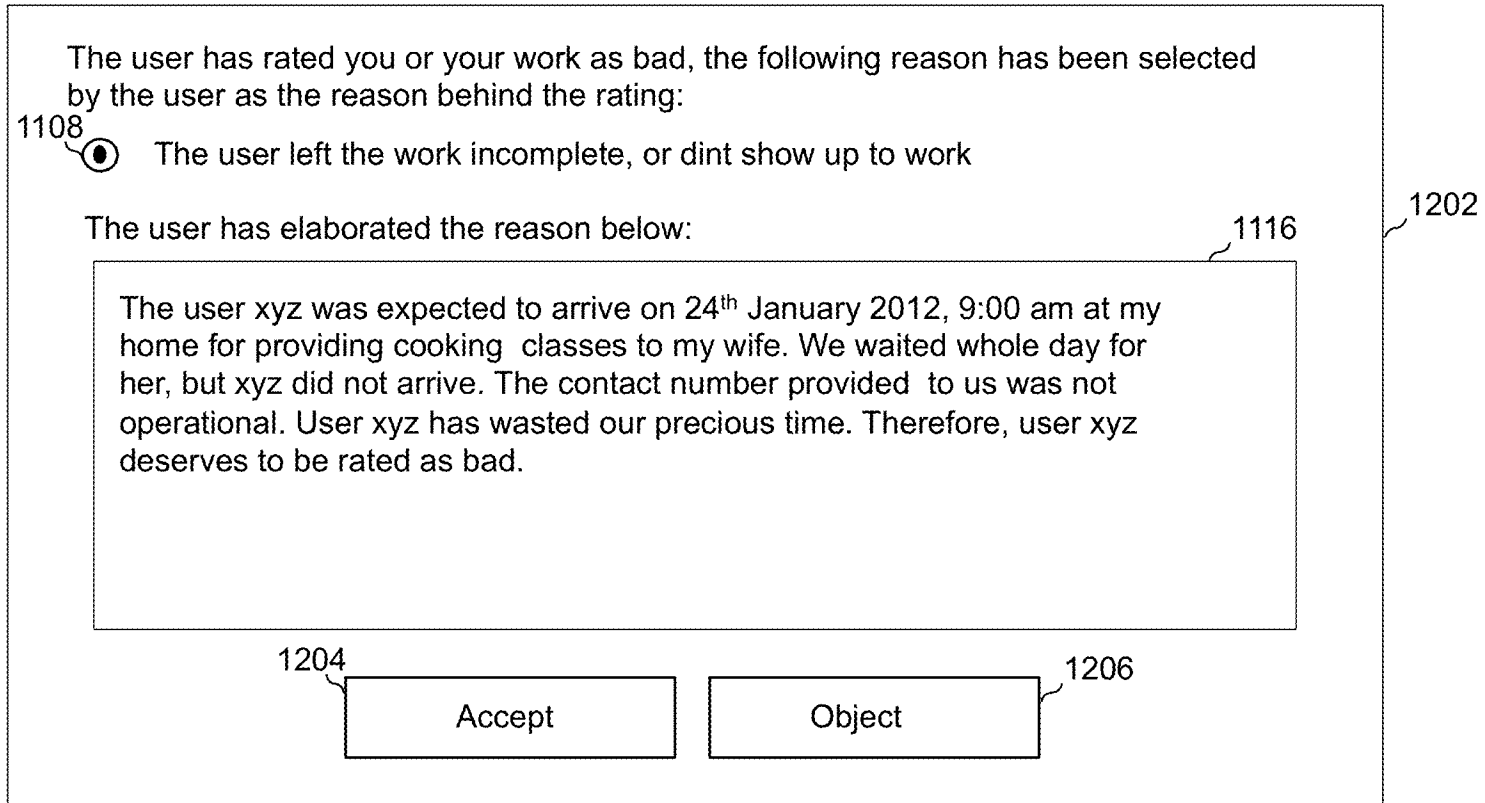 The user has rated you or your work as bad, the following reason has been selected
by the user as the reason behind the rating:
1108
The user left the work incomplete, or dint show up to work
1202
The user has elaborated the reason below:
1116
The user xyz was expected to arrive on 24th January 2012, 9:00 am at my
home for providing cooking classes to my wife. We waited whole day for
her, but xyz did not arrive. The contact number provided to us was not
operational. User xyz has wasted our precious time. Therefore, user xyz
deserves to be rated as bad.
1204
1206
Accept
Object